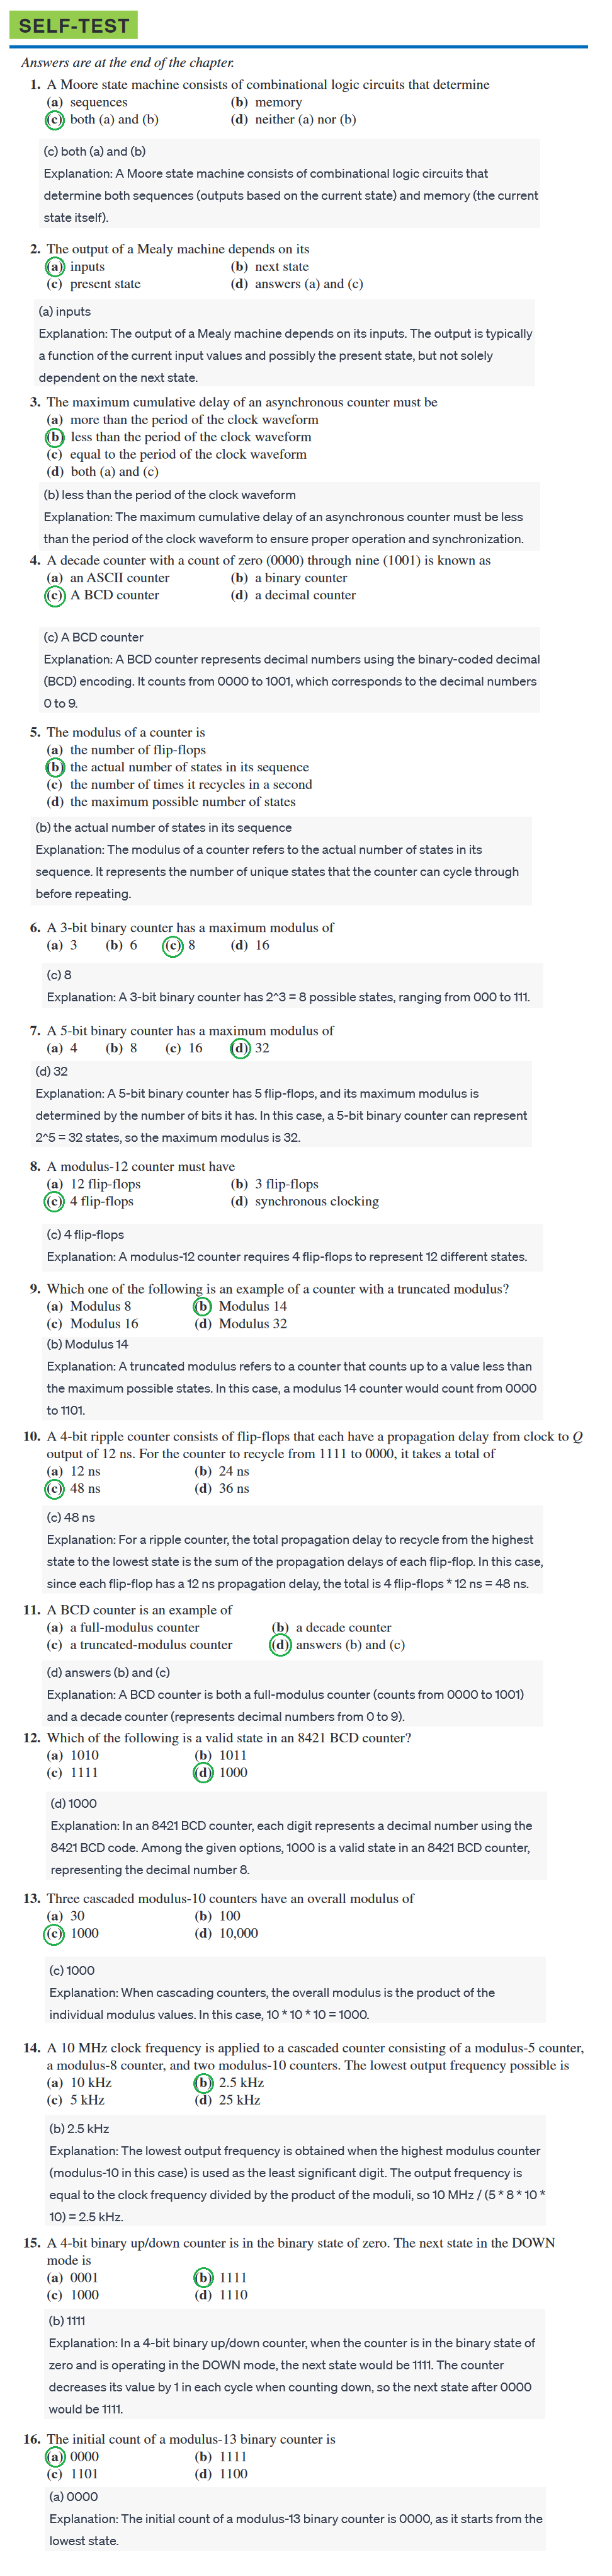 SELF-TEST
Answers are at the end of the chapter.
1. A Moore state machine consists of combinational logic circuits that determine
(a) sequences (b) memory
(c) both (a) and (b) (d) neither (a) nor (b)
(c) both (a) and (b)
Explanation: A Moore state machine consists of combinational logic circuits that
determine both sequences (outputs based on the current state) and memory (the current
state itself).
2. The output of a Mealy machine depends on its
(a) inputs (b) next state
(c) present state (d) answers (a) and (c)
(a) inputs
Explanation: The output of a Mealy machine depends on its inputs. The output is typically
a function of the current input values and possibly the present state, but not solely
dependent on the next state.
3. The maximum cumulative delay of an asynchronous counter must be
(a) more than the period of the clock waveform
(b) less than the period of the clock waveform
(c) equal to the period of the clock waveform
(d) both (a) and (c)
(b) less than the period of the clock waveform
Explanation: The maximum cumulative delay of an asynchronous counter must be less
than the period of the clock waveform to ensure proper operation and synchronization.
4. A decade counter with a count of zero (0000) through nine (1001) is known as
(a) an ASCII counter (b) a binary counter
(c) A BCD counter (d) a decimal counter
(c) A BCD counter
Explanation: A BCD counter represents decimal numbers using the binary-coded decimal
(BCD) encoding. It counts from 0000 to 1001, which corresponds to the decimal numbers
0 to 9.
5. The modulus of a counter is
(a) the number of flip-flops
(b) the actual number of states in its sequence
(c) the number of times it recycles in a second
(d) the maximum possible number of states
(b) the actual number of states in its sequence
Explanation: The modulus of a counter refers to the actual number of states in its
sequence. It represents the number of unique states that the counter can cycle through
before repeating.
6. A 3-bit binary counter has a maximum modulus of
(a) 3 (b) 6 (c) 8 (d) 16
(c) 8
Explanation: A 3-bit binary counter has 2^3 = 8 possible states, ranging from 000 to 111.
7. A 5-bit binary counter has a maximum modulus of
(a) 4 (b) 8 (c) 16 (d) 32
(d) 32
Explanation: A 5-bit binary counter has 5 flip-flops, and its maximum modulus is
determined by the number of bits it has. In this case, a 5-bit binary counter can represent
2^5 = 32 states, so the maximum modulus is 32.
8. A modulus-12 counter must have
(a) 12 flip-flops (b) 3 flip-flops
(c) 4 flip-flops (d) synchronous clocking
(c) 4 flip-flops
Explanation: A modulus-12 counter requires 4 flip-flops to represent 12 different states.
9. Which one of the following is an example of a counter with a truncated modulus?
(a) Modulus 8 (b) Modulus 14
(c) Modulus 16 (d) Modulus 32
(b) Modulus 14
Explanation: A truncated modulus refers to a counter that counts up to a value less than
the maximum possible states. In this case, a modulus 14 counter would count from 0000
to 1101.
10. A 4-bit ripple counter consists of flip-flops that each have a propagation delay from clock to Q
output of 12 ns. For the counter to recycle from 1111 to 0000, it takes a total of
(a) 12 ns (b) 24 ns
(c) 48 ns (d) 36 ns
(c) 48 ns
Explanation: For a ripple counter, the total propagation delay to recycle from the highest
state to the lowest state is the sum of the propagation delays of each flip-flop. In this case,
since each flip-flop has a 12 ns propagation delay, the total is 4 flip-flops * 12 ns = 48 ns.
11. A BCD counter is an example of
(a) a full-modulus counter (b) a decade counter
(c) a truncated-modulus counter (d) answers (b) and (c)
(d) answers (b) and (c)
Explanation: A BCD counter is both a full-modulus counter (counts from 0000 to 1001)
and a decade counter (represents decimal numbers from 0 to 9).
12. Which of the following is a valid state in an 8421 BCD counter?
(a) 1010 (b) 1011
(c) 1111 (d) 1000
(d) 1000
Explanation: In an 8421 BCD counter, each digit represents a decimal number using the
8421 BCD code. Among the given options, 1000 is a valid state in an 8421 BCD counter,
representing the decimal number 8.
13. Three cascaded modulus-10 counters have an overall modulus of
(a) 30 (b) 100
(c) 1000 (d) 10,000
(c) 1000
Explanation: When cascading counters, the overall modulus is the product of the
individual modulus values. In this case, 10 * 10 * 10 = 1000.
14. A 10 MHz clock frequency is applied to a cascaded counter consisting of a modulus-5 counter,
a modulus-8 counter, and two modulus-10 counters. The lowest output frequency possible is
(a) 10 kHz (b) 2.5 kHz
(c) 5 kHz (d) 25 kHz
(b) 2.5 kHz
Explanation: The lowest output frequency is obtained when the highest modulus counter
(modulus-10 in this case) is used as the least significant digit. The output frequency is
equal to the clock frequency divided by the product of the moduli, so 10 MHz / (5 * 8 * 10 *
10) = 2.5 kHz.
15. A 4-bit binary up/down counter is in the binary state of zero. The next state in the DOWN
mode is
(a) 0001 (b) 1111
(c) 1000 (d) 1110
(b) 1111
Explanation: In a 4-bit binary up/down counter, when the counter is in the binary state of
zero and is operating in the DOWN mode, the next state would be 1111. The counter
decreases its value by 1 in each cycle when counting down, so the next state after 0000
would be 1111.
16. The initial count of a modulus-13 binary counter is
(a) 0000 (b) 1111
(c) 1101 (d) 1100
(a) 0000
Explanation: The initial count of a modulus-13 binary counter is 0000, as it starts from the
lowest state.